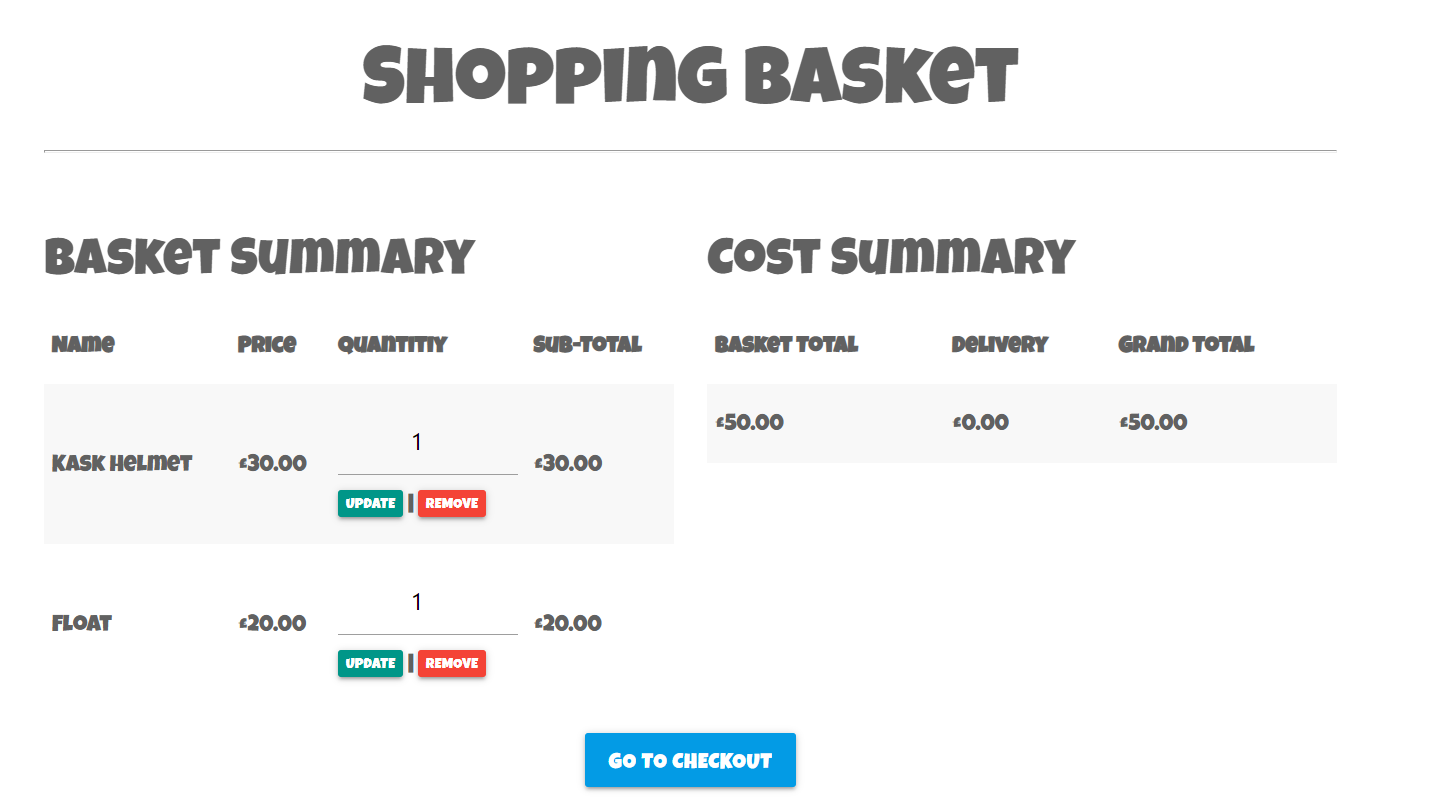 Shopping Basket
Basket Summary
Name Price Quantitiy Sub-Total
Kask Helmet £30.00 1 £30.00
UPDATE | REMOVE
Float £20.00 1 £20.00
UPDATE | REMOVE
Cost Summary
Basket Total Delivery Grand Total
£50.00 £0.00 £50.00
GO TO CHECKOUT